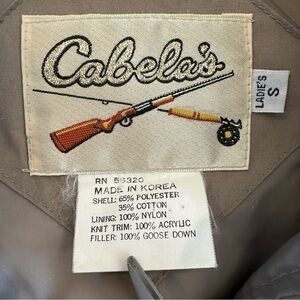 Cabela's
LADIE'S
S
RN 56320
MADE IN KOREA
SHELL: 65% POLYESTER
35% COTTON
LINING: 100% NYLON
KNIT TRIM: 100% ACRYLIC
FILLER: 100% GOOSE DOWN